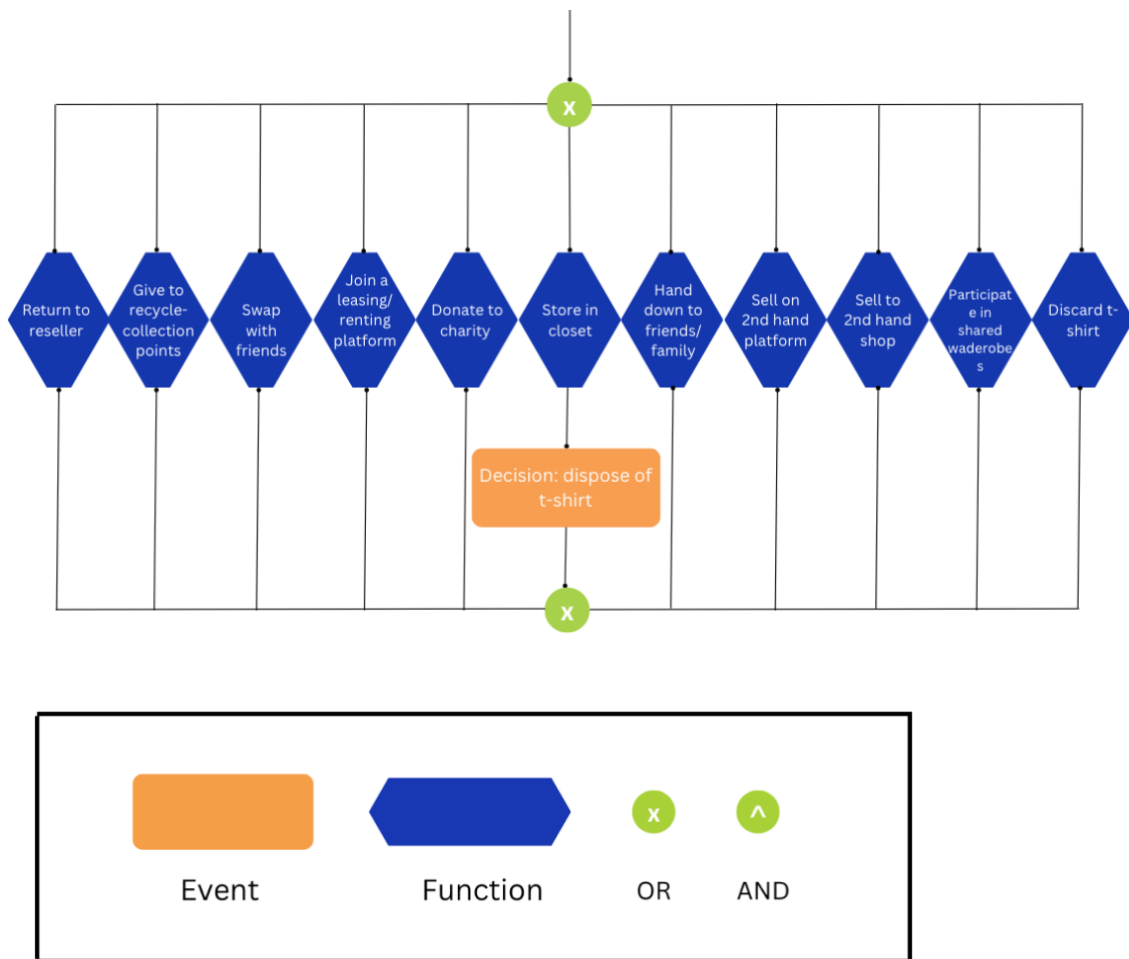 x
Return to
reseller
Give to
recycle-
collection
points
Swap
with
friends
Join a
leasing/
renting
platform
Donate to
charity
Store in
closet
Hand
down to
friends/
family
Sell on
2nd hand
platform
Sell to
2nd hand
shop
Participat
e in
shared
waderobe
s
Discard t-
shirt
Decision: dispose of
t-shirt
x
x
^
Event
Function
OR
AND